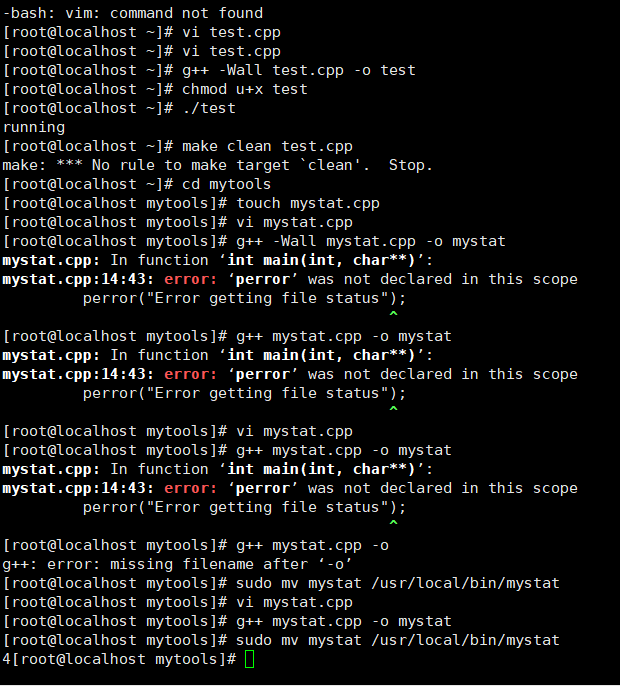 -bash: vim: command not found
[root@localhost ~]# vi test.cpp
[root@localhost ~]# vi test.cpp
[root@localhost ~]# g++ -Wall test.cpp -o test
[root@localhost ~]# chmod u+x test
[root@localhost ~]# ./test
running
[root@localhost ~]# make clean test.cpp
make: *** No rule to make target `clean'.  Stop.
[root@localhost ~]# cd mytools
[root@localhost mytools]# touch mystat.cpp
[root@localhost mytools]# vi mystat.cpp
[root@localhost mytools]# g++ -Wall mystat.cpp -o mystat
mystat.cpp: In function ‘int main(int, char**)’:
mystat.cpp:14:43: error: ‘perror’ was not declared in this scope
         perror("Error getting file status");
                                           ^
[root@localhost mytools]# g++ mystat.cpp -o mystat
mystat.cpp: In function ‘int main(int, char**)’:
mystat.cpp:14:43: error: ‘perror’ was not declared in this scope
         perror("Error getting file status");
                                           ^
[root@localhost mytools]# vi mystat.cpp
[root@localhost mytools]# g++ mystat.cpp -o mystat
mystat.cpp: In function ‘int main(int, char**)’:
mystat.cpp:14:43: error: ‘perror’ was not declared in this scope
         perror("Error getting file status");
                                           ^
[root@localhost mytools]# g++ mystat.cpp -o
g++: error: missing filename after ‘-o’
[root@localhost mytools]# sudo mv mystat /usr/local/bin/mystat
[root@localhost mytools]# vi mystat.cpp
[root@localhost mytools]# g++ mystat.cpp -o mystat
[root@localhost mytools]# sudo mv mystat /usr/local/bin/mystat
4[root@localhost mytools]#